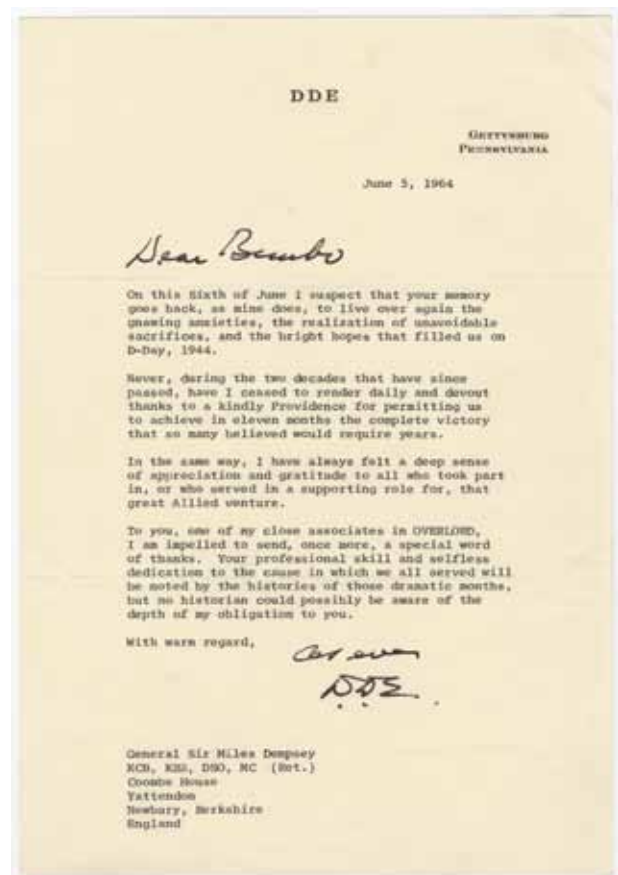 DDE
GETTYSBURG
PENNSYLVANIA
June 5, 1964
Dear Bimbo
On this Sixth of June I suspect that your memory
goes back, as mine does, to live over again the
gnawing anxieties, the realization of unavoidable
sacrifices, and the bright hopes that filled us on
D-Day, 1944.
Never, during the two decades that have since
passed, have I ceased to render daily and devout
thanks to a kindly Providence for permitting us
to achieve in eleven months the complete victory
that so many believed would require years.
In the same way, I have always felt a deep sense
of appreciation and gratitude to all who took part
in, or who served in a supporting role for, that
great Allied venture.
To you, one of my close associates in OVERLORD,
I am impelled to send, once more, a special word
of thanks. Your professional skill and selfless
dedication to the cause in which we all served will
be noted by the histories of those dramatic months,
but no historian could possibly be aware of the
depth of my obligation to you.
With warm regard,
As ever
D.D.E.
General Sir Miles Dempsey
KCB, KBE, DSO, MC (Ret.)
Coombe House
Yattendon
Newbury, Berkshire
England